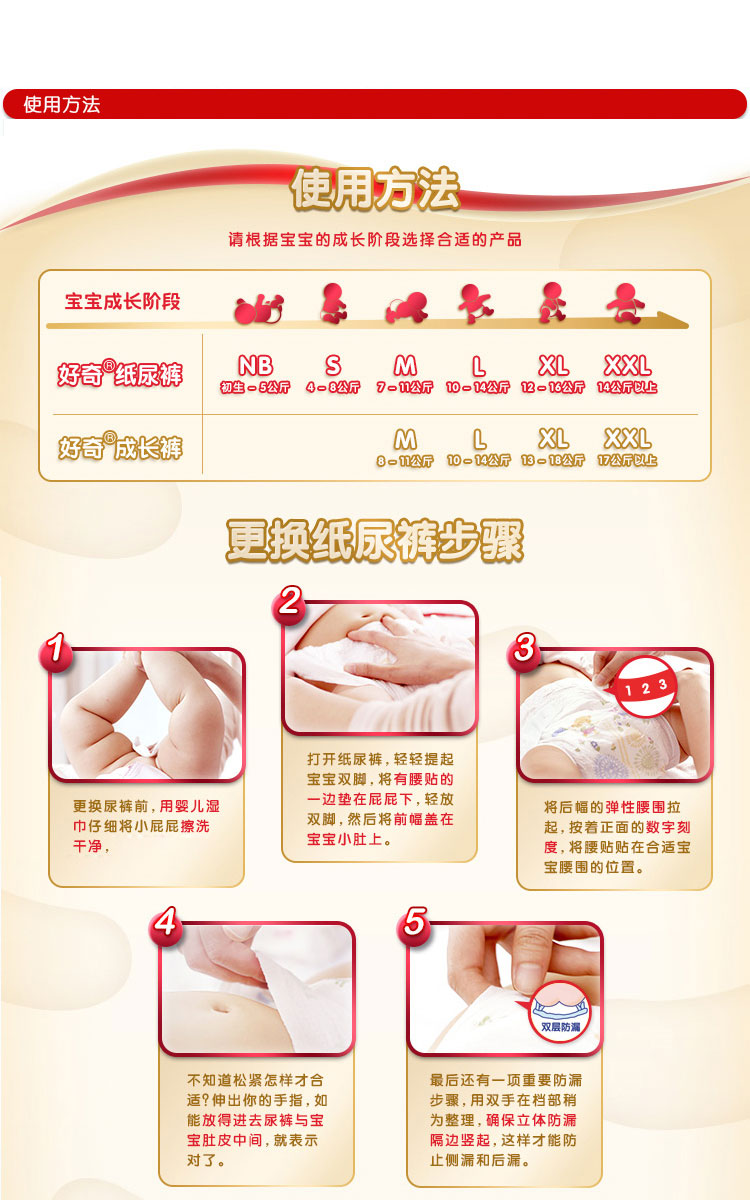 使用方法
使用方法
请根据宝宝的成长阶段选择合适的产品
宝宝成长阶段
好奇®纸尿裤
NB
初生-5公斤
S
4-8公斤
M
7-11公斤
L
10-14公斤
XL
12-16公斤
XXL
14公斤以上
好奇®成长裤
M
8-11公斤
L
10-14公斤
XL
13-18公斤
XXL
17公斤以上
更换纸尿裤步骤
1
更换尿裤前,用婴儿湿
巾仔细将小屁屁擦洗
干净,
2
打开纸尿裤,轻轻提起
宝宝双脚,将有腰贴的
一边垫在屁屁下,轻放
双脚,然后将前幅盖在
宝宝小肚上。
3
1 2 3
将后幅的弹性腰围拉
起,按着正面的数字刻
度,将腰贴贴在合适宝
宝腰围的位置。
4
不知道松紧怎样才合
适?伸出你的手指,如
能放得进去尿裤与宝
宝肚皮中间,就表示
对了。
5
双层防漏
最后还有一项重要防漏
步骤,用双手在档部稍
为整理,确保立体防漏
隔边竖起,这样才能防
止侧漏和后漏。